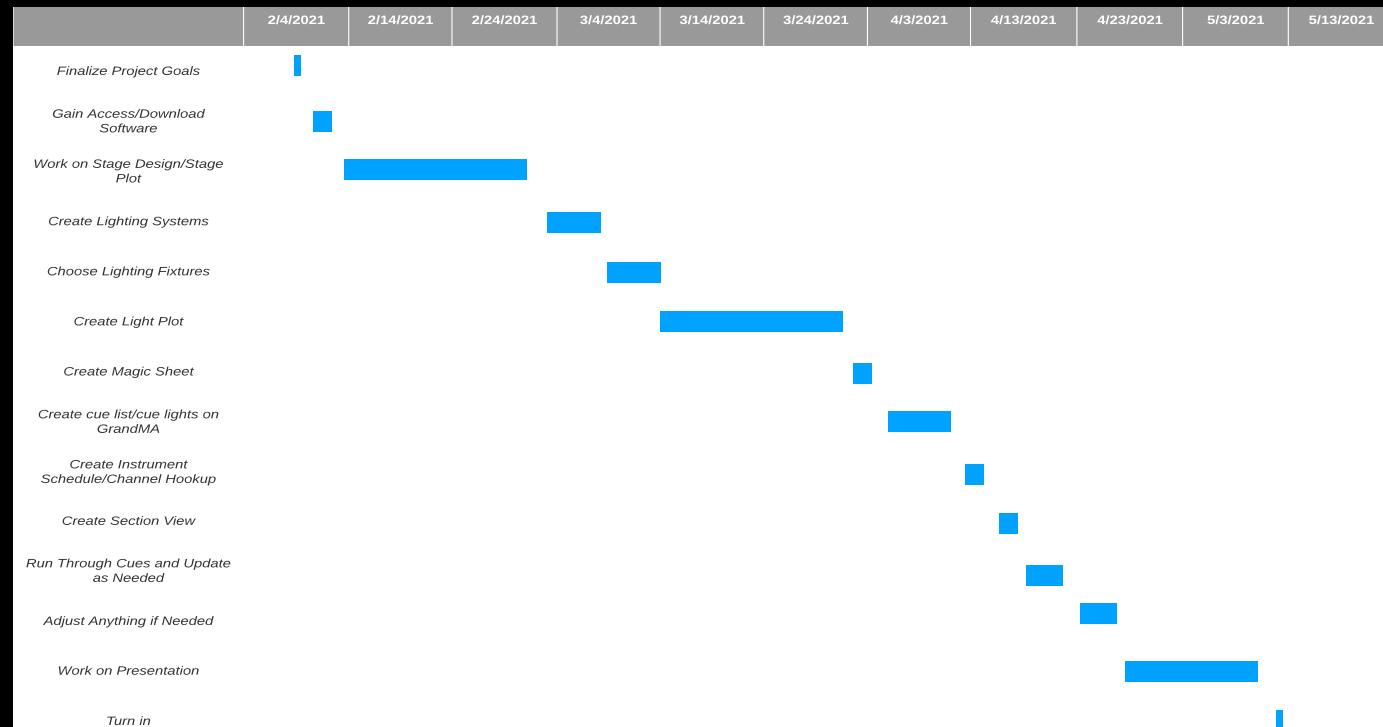 2/4/2021 2/14/2021 2/24/2021 3/4/2021 3/14/2021 3/24/2021 4/3/2021 4/13/2021 4/23/2021 5/3/2021 5/13/2021
Finalize Project Goals
Gain Access/Download
Software
Work on Stage Design/Stage
Plot
Create Lighting Systems
Choose Lighting Fixtures
Create Light Plot
Create Magic Sheet
Create cue list/cue lights on
GrandMA
Create Instrument
Schedule/Channel Hookup
Create Section View
Run Through Cues and Update
as Needed
Adjust Anything if Needed
Work on Presentation
Turn in